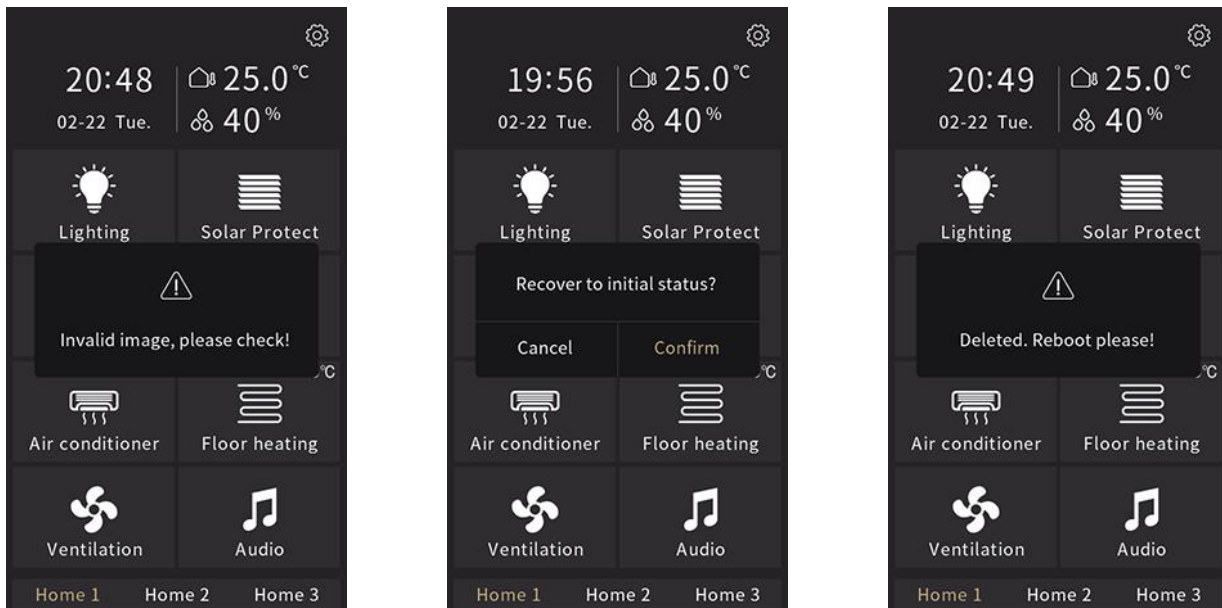 20:48
25.0 °C
02-22 Tue.
40 %
Lighting
Solar Protect
Invalid image, please check!
°C
Air conditioner
Floor heating
Ventilation
Audio
Home 1
Home 2
Home 3
19:56
25.0 °C
02-22 Tue.
40 %
Lighting
Solar Protect
Recover to initial status?
Cancel
Confirm
°C
Air conditioner
Floor heating
Ventilation
Audio
Home 1
Home 2
Home 3
20:49
25.0 °C
02-22 Tue.
40 %
Lighting
Solar Protect
Deleted. Reboot please!
°C
Air conditioner
Floor heating
Ventilation
Audio
Home 1
Home 2
Home 3